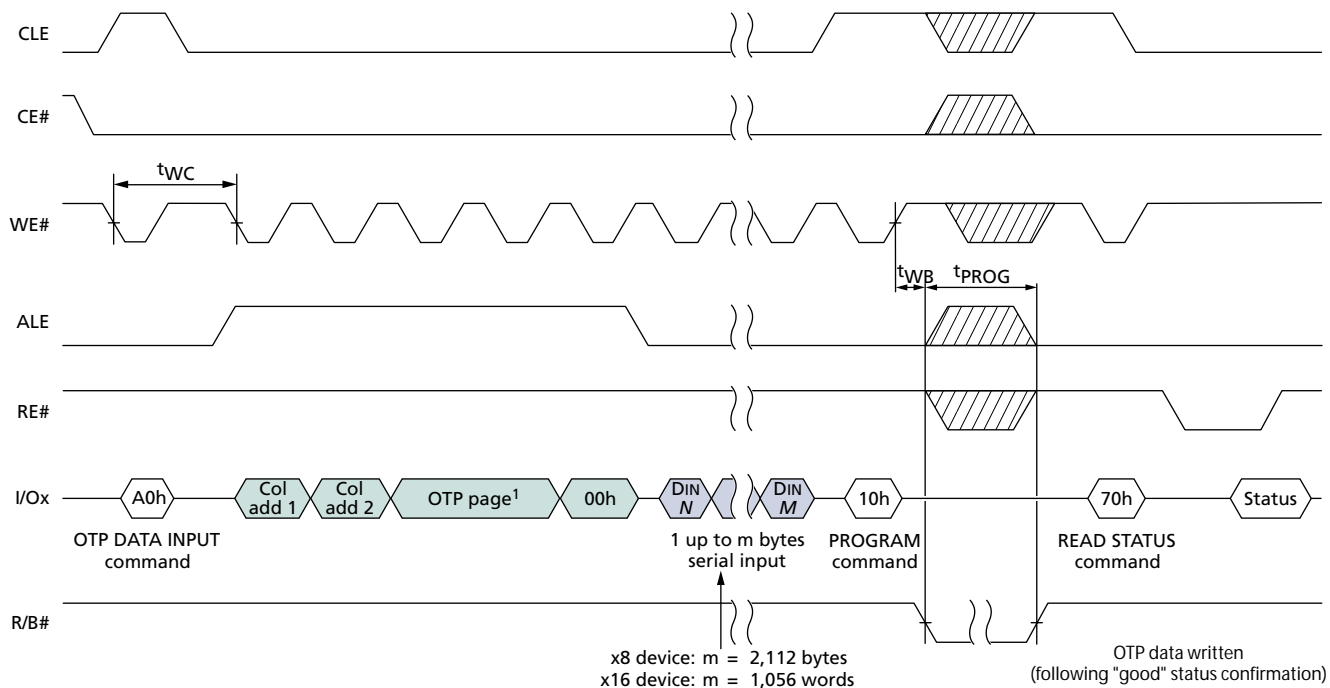 CLE
CE#
tWC
WE#
tWB
tPROG
ALE
RE#
I/Ox
A0h
Col
add 1
Col
add 2
OTP page1
00h
DIN
N
DIN
M
10h
70h
Status
OTP DATA INPUT
command
1 up to m bytes
serial input
PROGRAM
command
READ STATUS
command
R/B#
x8 device: m = 2,112 bytes
x16 device: m = 1,056 words
OTP data written
(following "good" status confirmation)